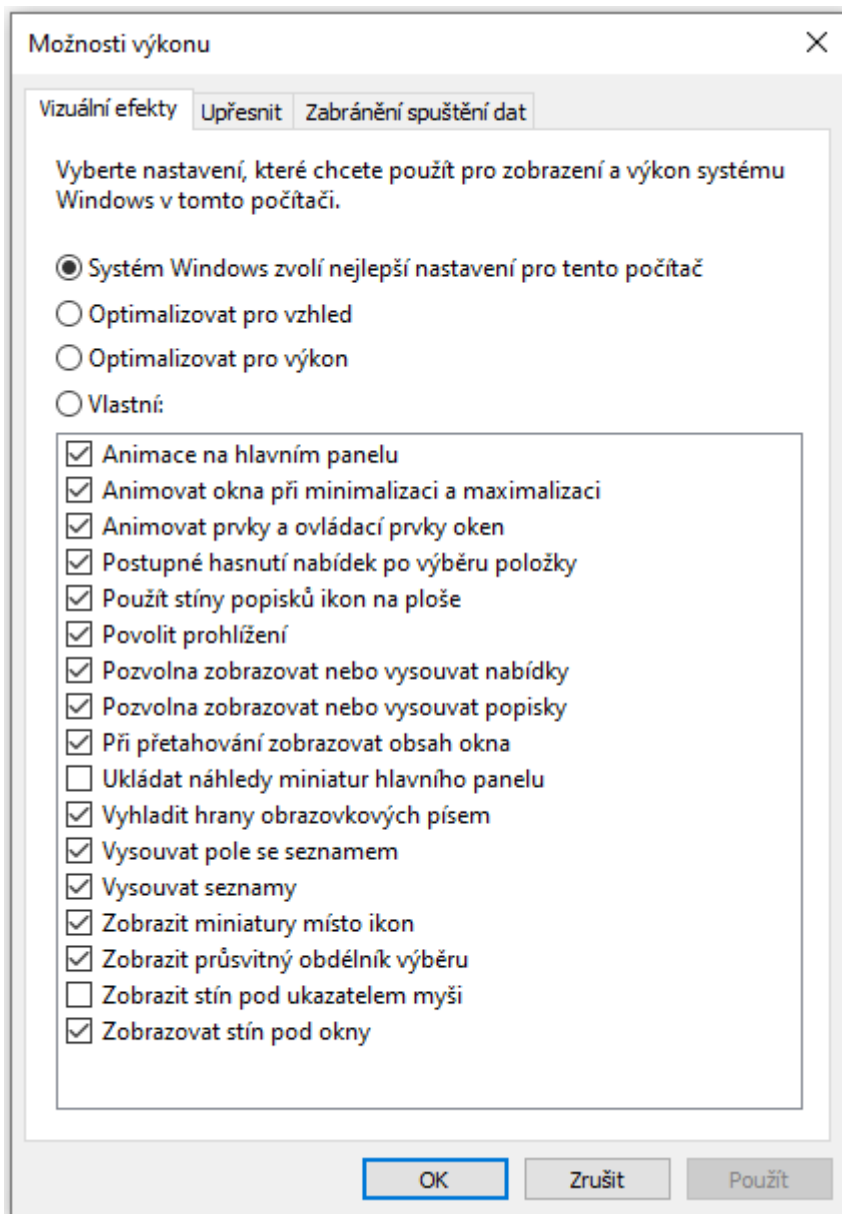 Možnosti výkonu
Vizuální efekty
Upřesnit
Zabránění spuštění dat
Vyberte nastavení, které chcete použít pro zobrazení a výkon systému
Windows v tomto počítači.
Systém Windows zvolí nejlepší nastavení pro tento počítač
Optimalizovat pro vzhled
Optimalizovat pro výkon
Vlastní:
Animace na hlavním panelu
Animovat okna při minimalizaci a maximalizaci
Animovat prvky a ovládací prvky oken
Postupné hasnutí nabídek po výběru položky
Použít stíny popisků ikon na ploše
Povolit prohlížení
Pozvolna zobrazovat nebo vysouvat nabídky
Pozvolna zobrazovat nebo vysouvat popisky
Při přetahování zobrazovat obsah okna
Ukládat náhledy miniatur hlavního panelu
Vyhladit hrany obrazovkových písem
Vysouvat pole se seznamem
Vysouvat seznamy
Zobrazit miniatury místo ikon
Zobrazit průsvitný obdélník výběru
Zobrazit stín pod ukazatelem myši
Zobrazovat stín pod okny
OK
Zrušit
Použít